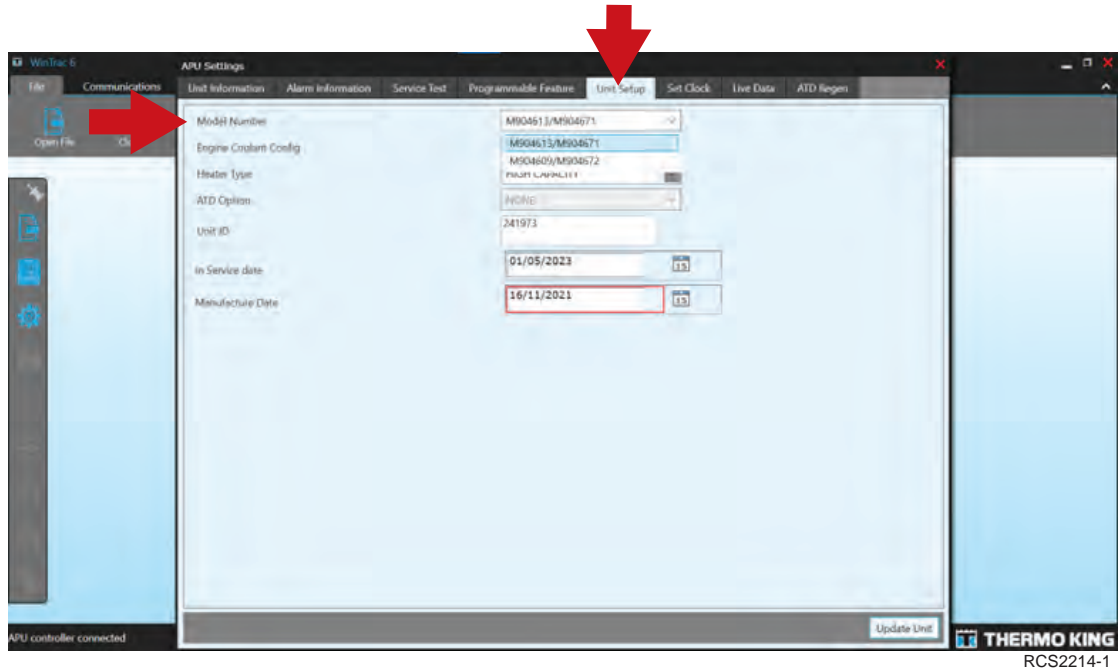 WinTrac 6
APU Settings
File Communications Unit Information Alarm Information Service Test Programmable Feature Unit Setup Set Clock Live Data ATD Regen
Open File
Model Number M904613/M904671
M904613/M904671
Engine Coolant Config
M904609/M904672
Heater Type HIGH CAPACITY
ATD Option NONE
Unit ID 241973
In Service date 01/05/2023 15
Manufacture Date 16/11/2021 15
Update Unit
APU controller connected
THERMO KING
RCS2214-1